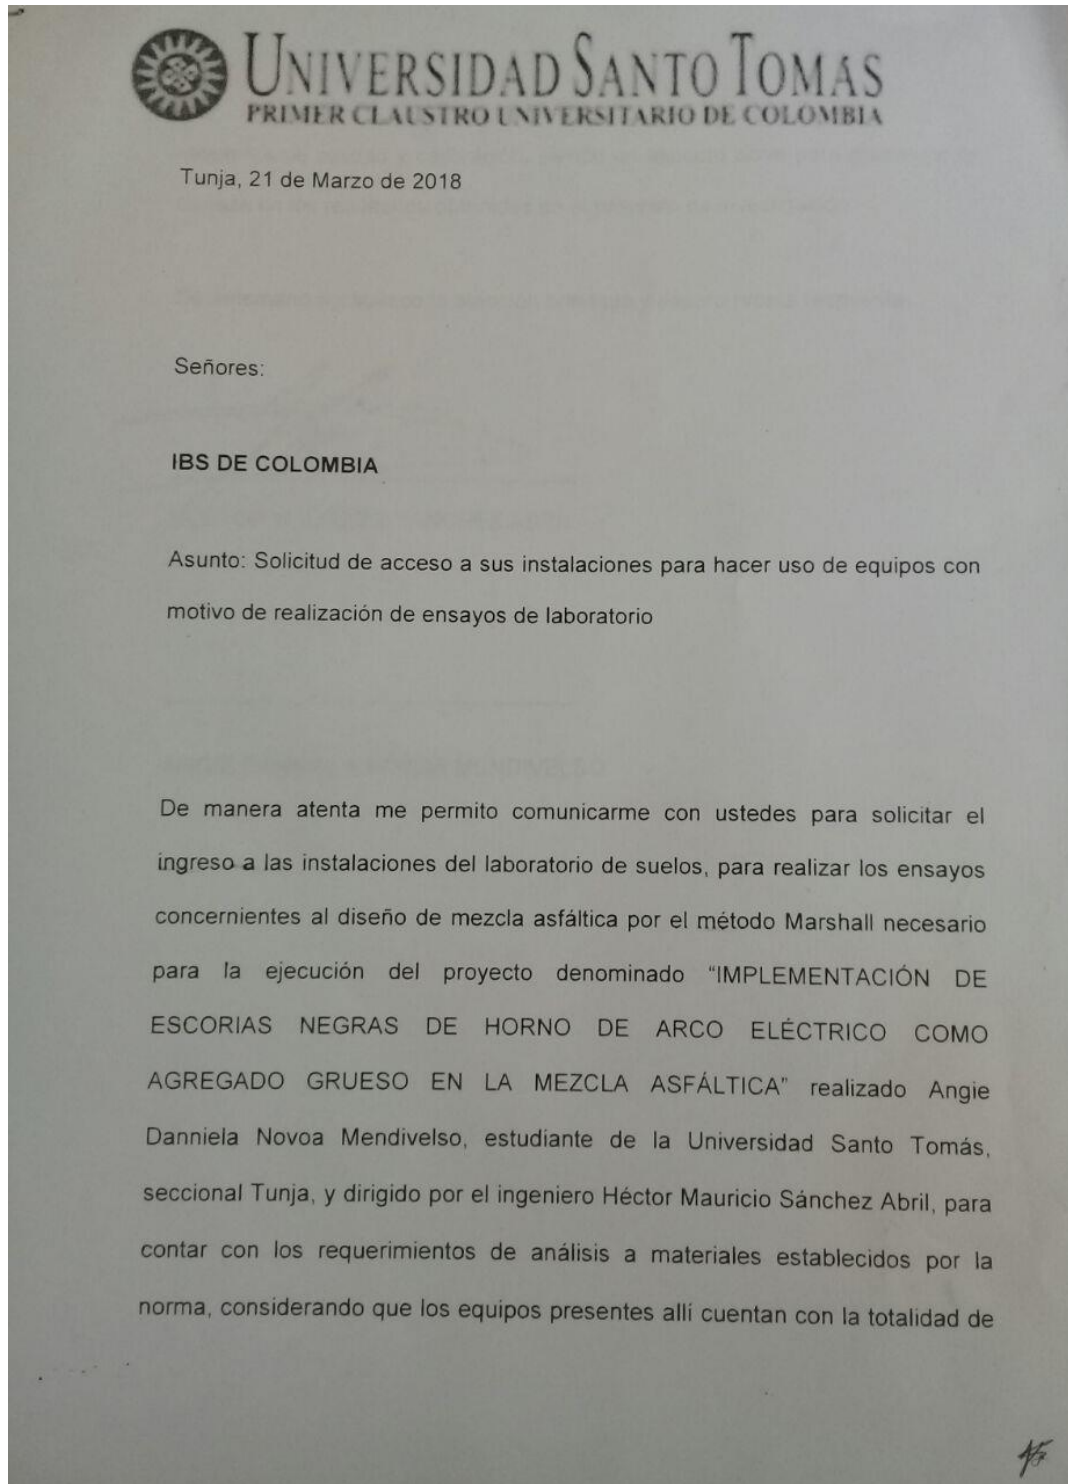 UNIVERSIDAD SANTO TOMÁS
PRIMER CLAUSTRO UNIVERSITARIO DE COLOMBIA
Tunja, 21 de Marzo de 2018
Señores:
IBS DE COLOMBIA
Asunto: Solicitud de acceso a sus instalaciones para hacer uso de equipos con
motivo de realización de ensayos de laboratorio
De manera atenta me permito comunicarme con ustedes para solicitar el
ingreso a las instalaciones del laboratorio de suelos, para realizar los ensayos
concernientes al diseño de mezcla asfáltica por el método Marshall necesario
para la ejecución del proyecto denominado “IMPLEMENTACIÓN DE
ESCORIAS NEGRAS DE HORNO DE ARCO ELÉCTRICO COMO
AGREGADO GRUESO EN LA MEZCLA ASFÁLTICA” realizado Angie
Danniela Novoa Mendivelso, estudiante de la Universidad Santo Tomás,
seccional Tunja, y dirigido por el ingeniero Héctor Mauricio Sánchez Abril, para
contar con los requerimientos de análisis a materiales establecidos por la
norma, considerando que los equipos presentes allí cuentan con la totalidad de